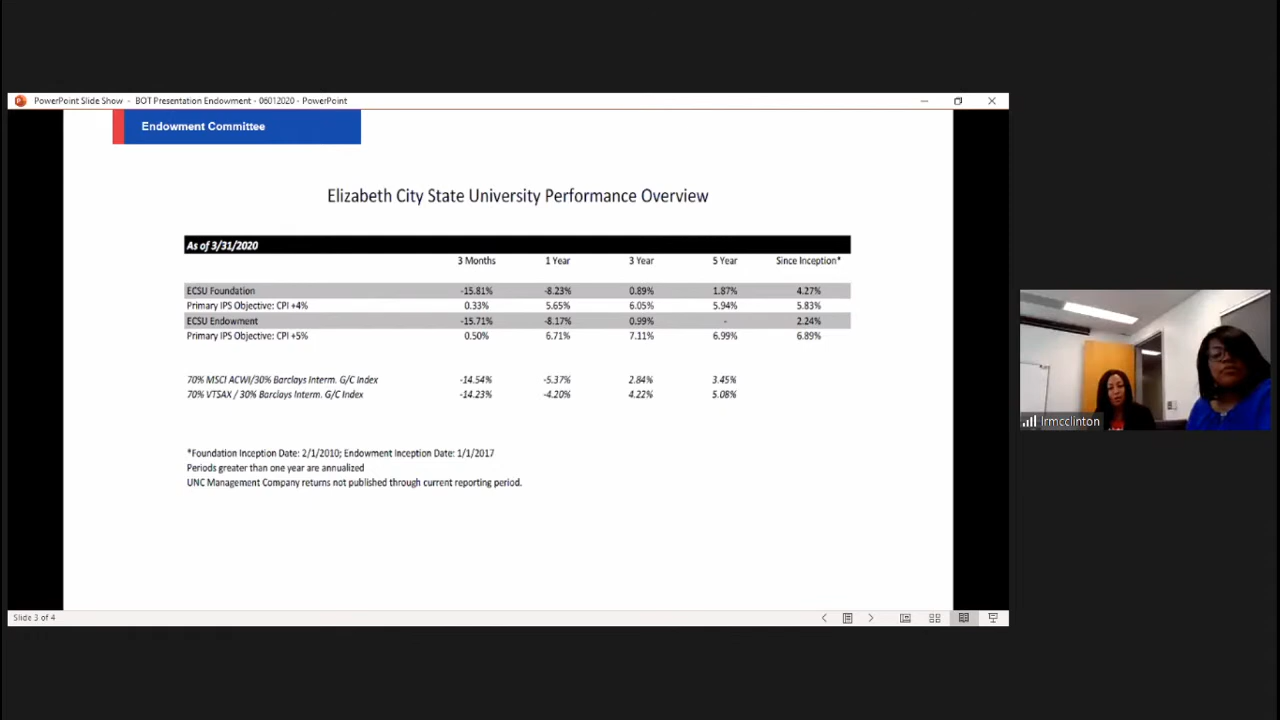 PowerPoint Slide Show - BOT Presentation Endowment - 06012020 - PowerPoint
Endowment Committee
Elizabeth City State University Performance Overview
As of 3/31/2020
3 Months 1 Year 3 Year 5 Year Since Inception*
ECSU Foundation -15.81% -8.23% 0.89% 1.87% 4.27%
Primary IPS Objective: CPI +4% 0.33% 5.65% 6.05% 5.94% 5.83%
ECSU Endowment -15.71% -8.17% 0.99% - 2.24%
Primary IPS Objective: CPI +5% 0.50% 6.71% 7.11% 6.99% 6.89%
70% MSCI ACWI/30% Barclays Interm. G/C Index -14.54% -5.37% 2.84% 3.45%
70% VTSAX / 30% Barclays Interm. G/C Index -14.23% -4.20% 4.22% 5.08%
*Foundation Inception Date: 2/1/2010; Endowment Inception Date: 1/1/2017
Periods greater than one year are annualized
UNC Management Company returns not published through current reporting period.
Slide 3 of 4
lrmcclinton